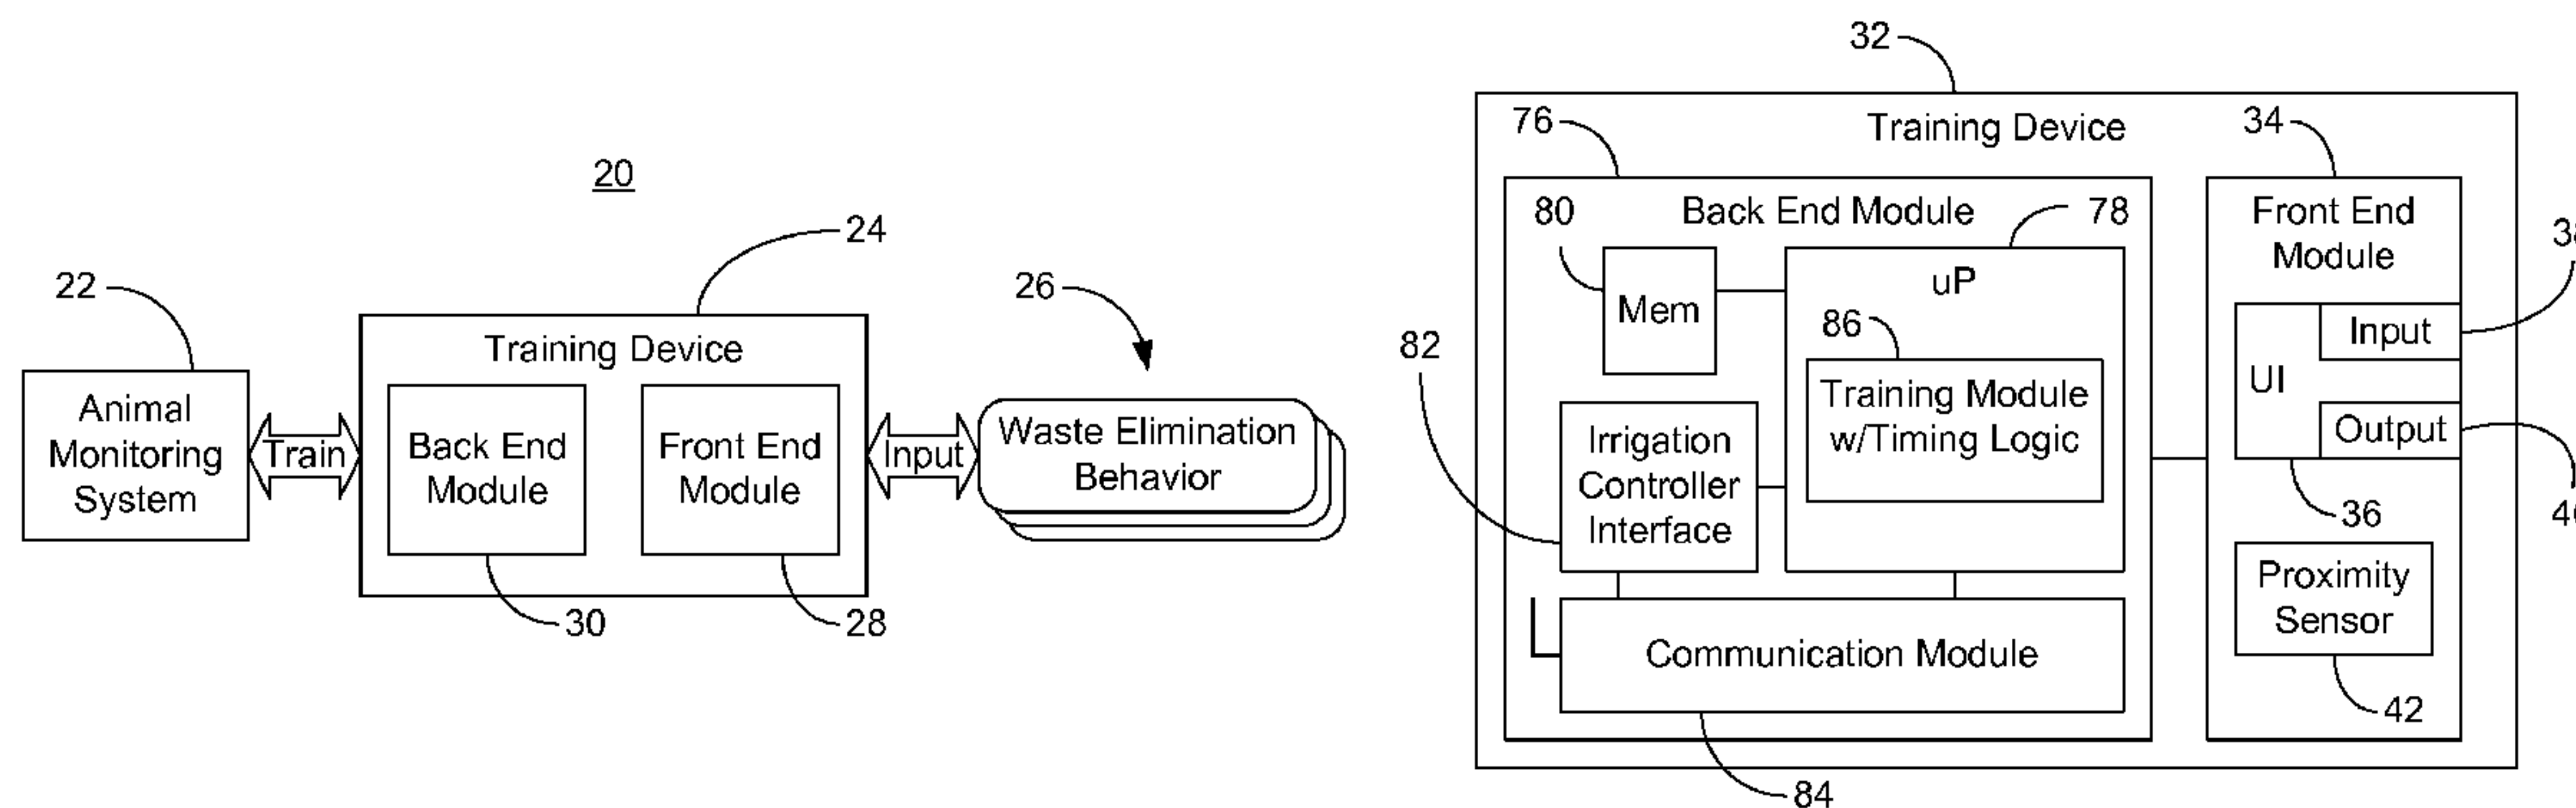 20
22
24
26
Training Device
Animal
Monitoring
System
Train
Back End
Module
Front End
Module
Input
Waste Elimination
Behavior
30
28
32
76
Training Device
34
80
Back End Module
78
Front End
Module
Mem
uP
86
Input
82
Training Module
w/Timing Logic
UI
Irrigation
Controller
Interface
Output
36
Proximity
Sensor
Communication Module
42
84